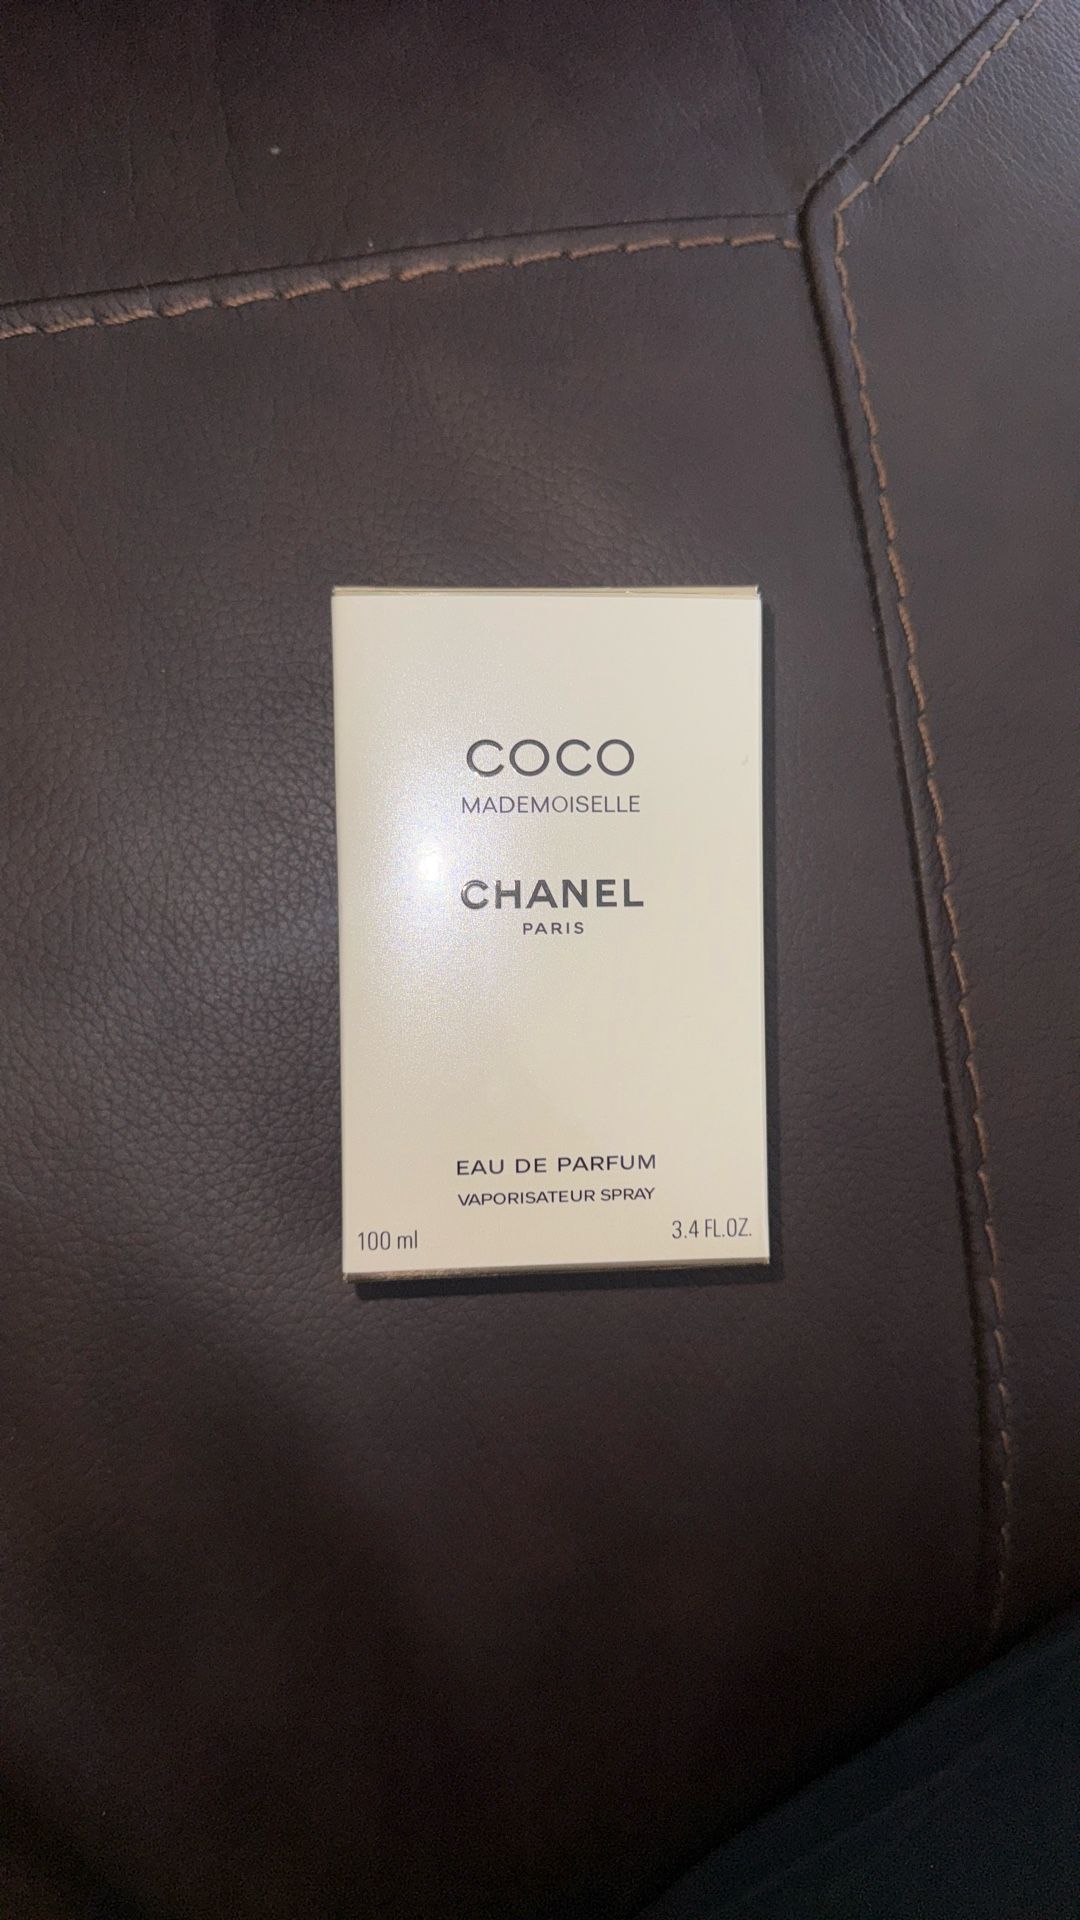 COCO
MADEMOISELLE
CHANEL
PARIS
EAU DE PARFUM
VAPORISATEUR SPRAY
100 ml 3.4 FL.OZ.